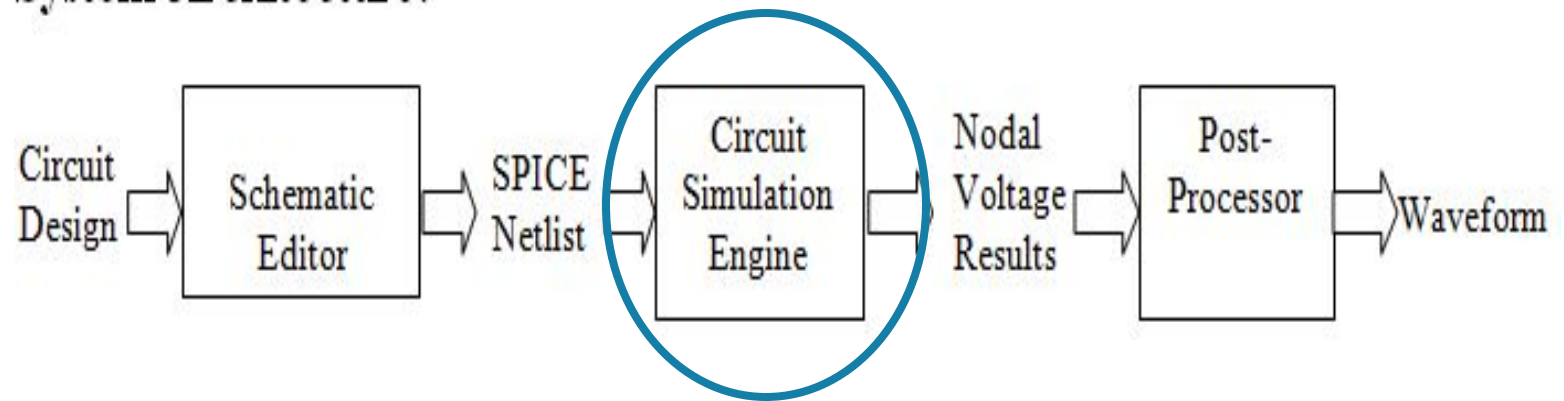 Circuit
Design
Schematic
Editor
SPICE
Netlist
Circuit
Simulation
Engine
Nodal
Voltage
Results
Post-
Processor
Waveform